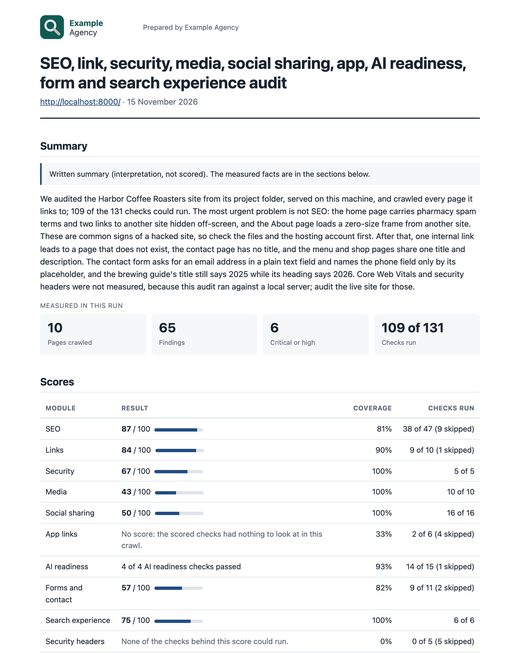 Example
Agency
Prepared by Example Agency
SEO, link, security, media, social sharing, app, AI readiness,
form and search experience audit
http://localhost:8000/ · 15 November 2026
Summary
Written summary (interpretation, not scored). The measured facts are in the sections below.
We audited the Harbor Coffee Roasters site from its project folder, served on this machine, and crawled every page it
links to; 109 of the 131 checks could run. The most urgent problem is not SEO: the home page carries pharmacy spam
terms and two links to another site hidden off-screen, and the About page loads a zero-size frame from another site.
These are common signs of a hacked site, so check the files and the hosting account first. After that, one internal link
leads to a page that does not exist, the contact page has no title, and the menu and shop pages share one title and
description. The contact form asks for an email address in a plain text field and names the phone field only by its
placeholder, and the brewing guide's title still says 2025 while its heading says 2026. Core Web Vitals and security
headers were not measured, because this audit ran against a local server; audit the live site for those.
MEASURED IN THIS RUN
10 65 6 109 of 131
Pages crawled Findings Critical or high Checks run
Scores
MODULE RESULT COVERAGE CHECKS RUN
SEO 87 / 100 81% 38 of 47 (9 skipped)
Links 84 / 100 90% 9 of 10 (1 skipped)
Security 67 / 100 100% 5 of 5
Media 43 / 100 100% 10 of 10
Social sharing 50 / 100 100% 16 of 16
App links No score: the scored checks had nothing to look at in this 33% 2 of 6 (4 skipped)
crawl.
AI readiness 4 of 4 AI readiness checks passed 93% 14 of 15 (1 skipped)
Forms and 57 / 100 82% 9 of 11 (2 skipped)
contact
Search experience 75 / 100 100% 6 of 6
Security headers None of the checks behind this score could run. 0% 0 of 5 (5 skipped)